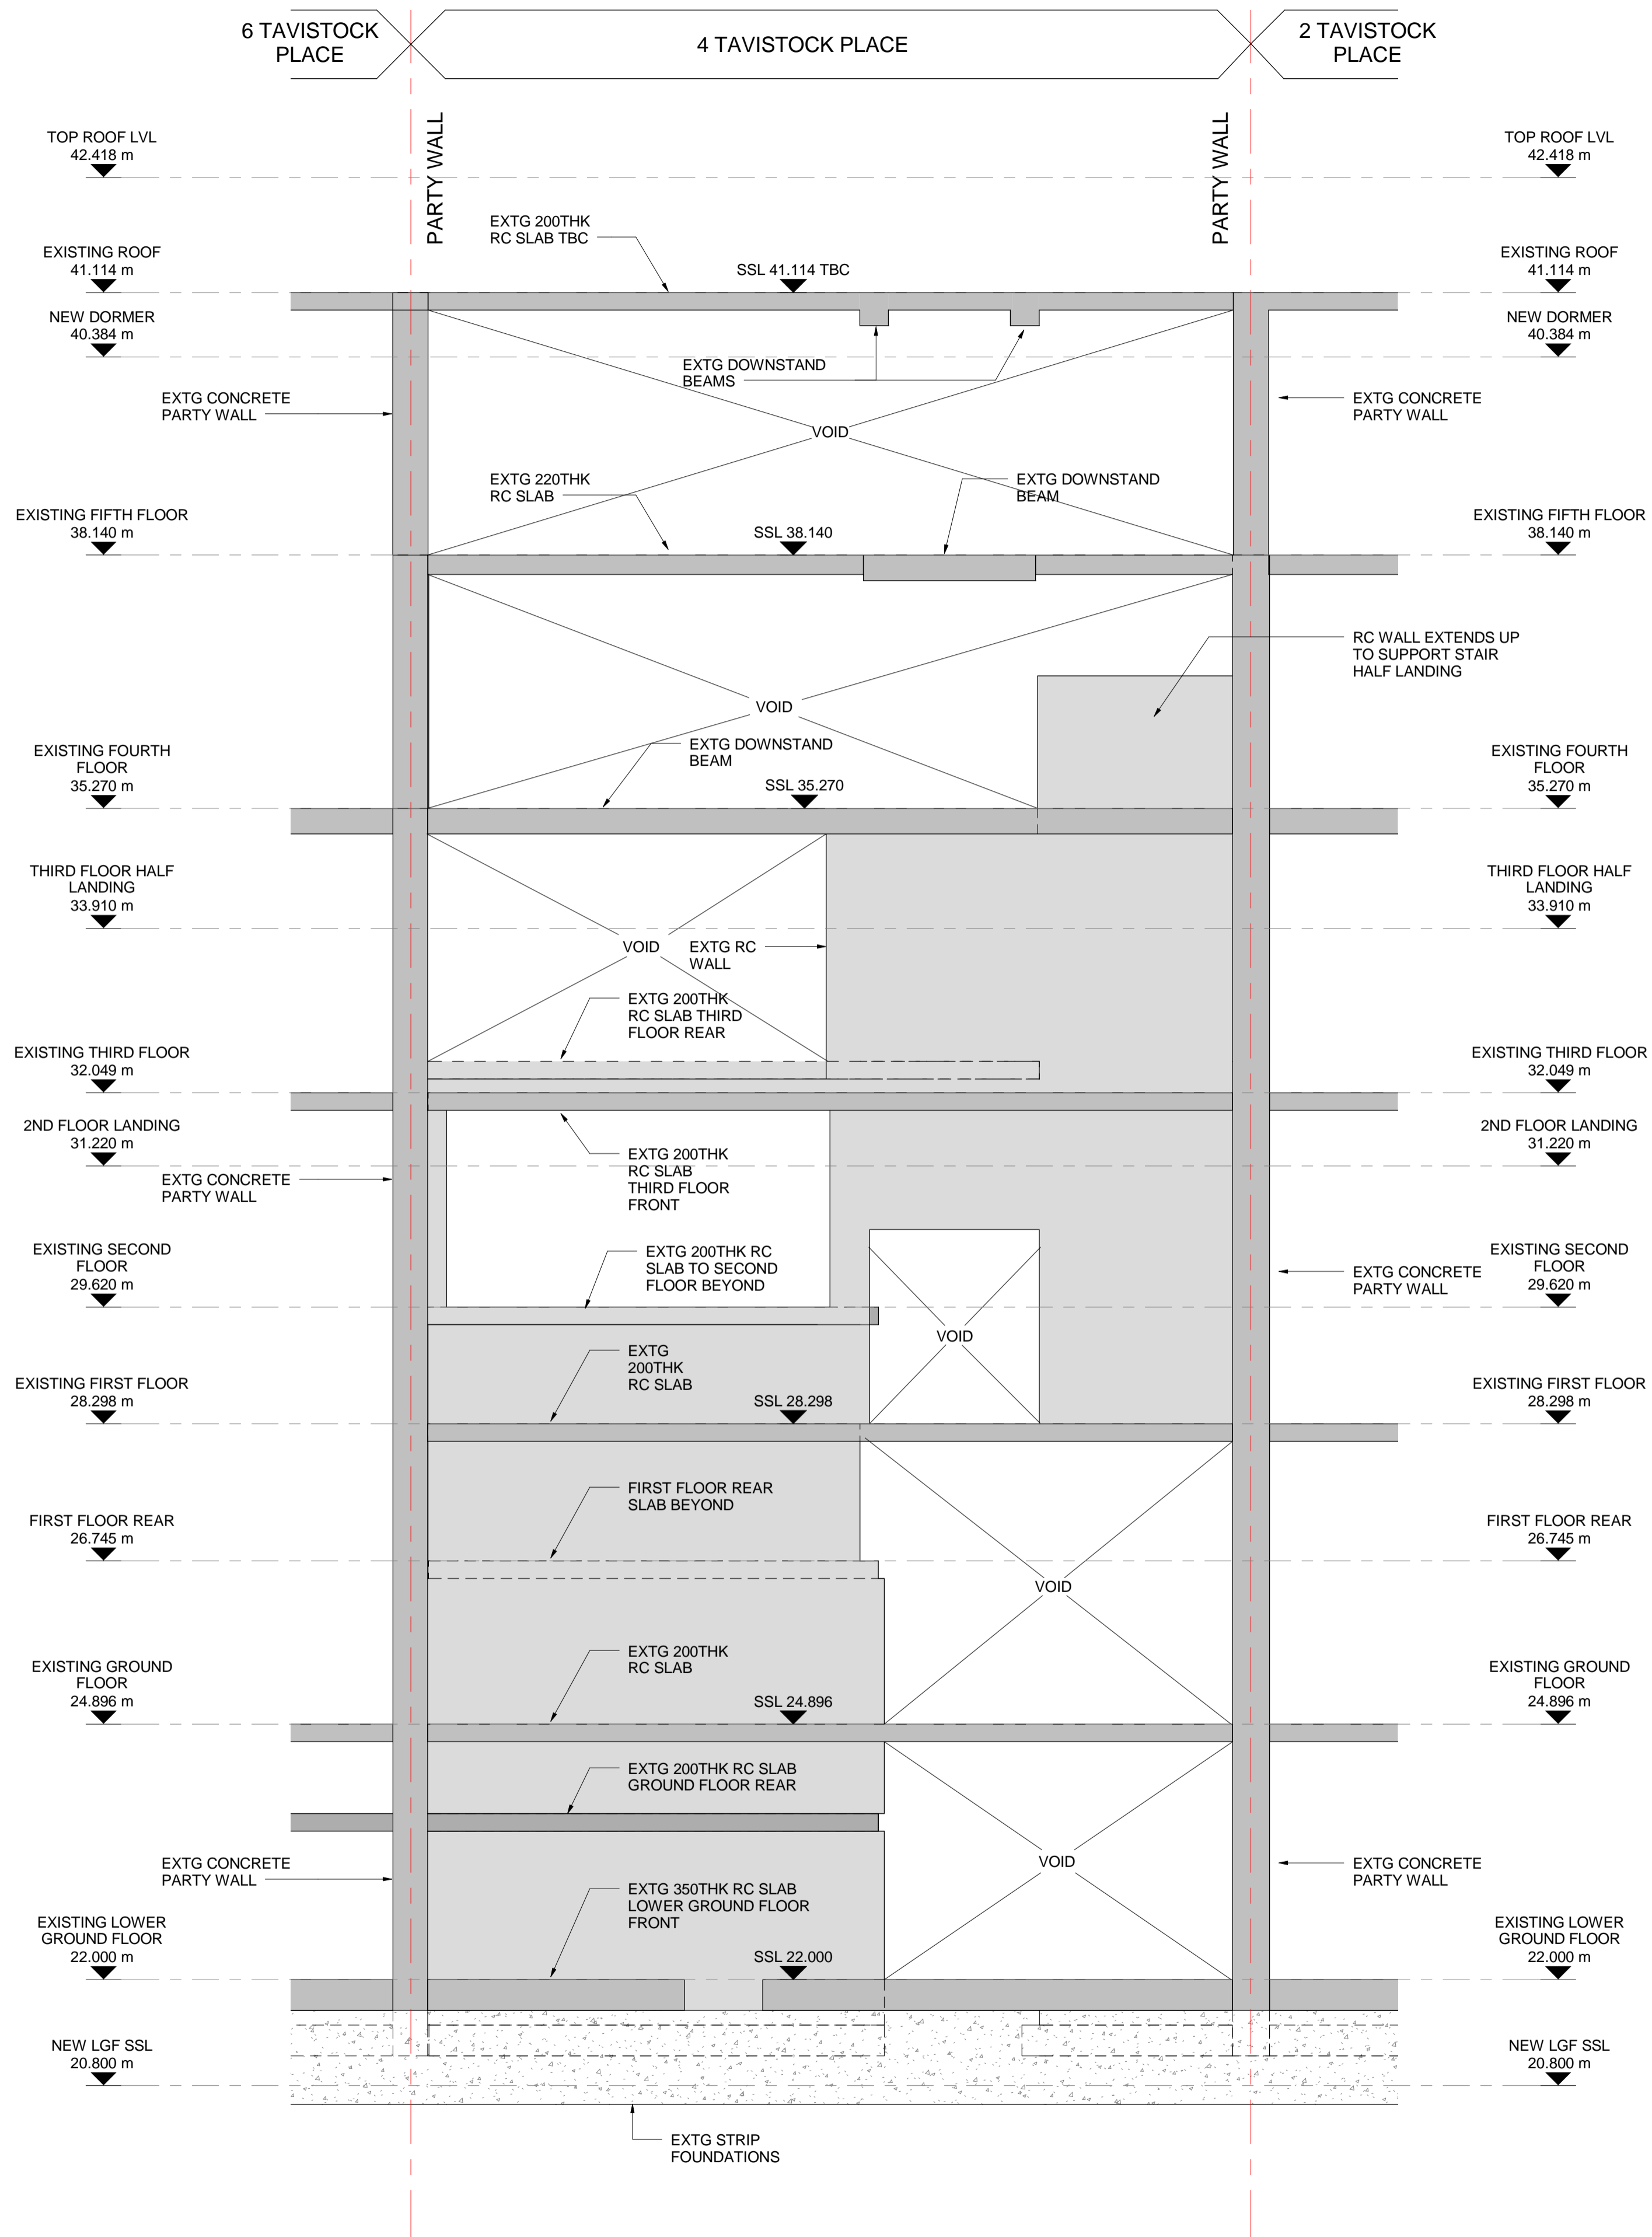 6 TAVISTOCK
PLACE
4 TAVISTOCK PLACE
2 TAVISTOCK
PLACE
PARTY WALL
PARTY WALL
TOP ROOF LVL
42.418 m
TOP ROOF LVL
42.418 m
EXTG 200THK
RC SLAB TBC
EXISTING ROOF
41.114 m
SSL 41.114 TBC
EXISTING ROOF
41.114 m
NEW DORMER
40.384 m
NEW DORMER
40.384 m
EXTG DOWNSTAND
BEAMS
EXTG CONCRETE
PARTY WALL
EXTG CONCRETE
PARTY WALL
VOID
EXTG 220THK
RC SLAB
EXTG DOWNSTAND
BEAM
EXISTING FIFTH FLOOR
38.140 m
SSL 38.140
EXISTING FIFTH FLOOR
38.140 m
RC WALL EXTENDS UP
TO SUPPORT STAIR
HALF LANDING
VOID
EXTG DOWNSTAND
BEAM
EXISTING FOURTH
FLOOR
35.270 m
SSL 35.270
EXISTING FOURTH
FLOOR
35.270 m
THIRD FLOOR HALF
LANDING
33.910 m
THIRD FLOOR HALF
LANDING
33.910 m
VOID
EXTG RC
WALL
EXTG 200THK
RC SLAB THIRD
FLOOR REAR
EXISTING THIRD FLOOR
32.049 m
EXISTING THIRD FLOOR
32.049 m
2ND FLOOR LANDING
31.220 m
2ND FLOOR LANDING
31.220 m
EXTG 200THK
RC SLAB
THIRD FLOOR
FRONT
EXTG CONCRETE
PARTY WALL
EXISTING SECOND
FLOOR
29.620 m
EXTG 200THK RC
SLAB TO SECOND
FLOOR BEYOND
EXISTING SECOND
FLOOR
29.620 m
EXTG CONCRETE
PARTY WALL
VOID
EXTG
200THK
RC SLAB
EXISTING FIRST FLOOR
28.298 m
SSL 28.298
EXISTING FIRST FLOOR
28.298 m
FIRST FLOOR REAR
SLAB BEYOND
FIRST FLOOR REAR
26.745 m
FIRST FLOOR REAR
26.745 m
VOID
EXTG 200THK
RC SLAB
EXISTING GROUND
FLOOR
24.896 m
SSL 24.896
EXISTING GROUND
FLOOR
24.896 m
EXTG 200THK RC SLAB
GROUND FLOOR REAR
VOID
EXTG CONCRETE
PARTY WALL
EXTG CONCRETE
PARTY WALL
EXTG 350THK RC SLAB
LOWER GROUND FLOOR
FRONT
EXISTING LOWER
GROUND FLOOR
22.000 m
SSL 22.000
EXISTING LOWER
GROUND FLOOR
22.000 m
NEW LGF SSL
20.800 m
NEW LGF SSL
20.800 m
EXTG STRIP
FOUNDATIONS